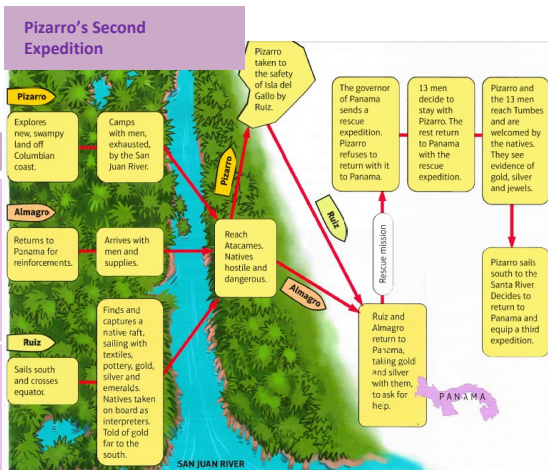 Pizarro's Second
Expedition
Pizarro
Explores
new, swampy
land off
Columbian
coast.
Camps
with men,
exhausted,
by the San
Juan River.
Almagro
Returns to
Panama for
reinforcements.
Arrives with
men and
supplies.
Ruiz
Sails south
and crosses
equator.
Finds and
captures a
native raft,
sailing with
textiles,
pottery, gold,
silver and
emeralds.
Natives taken
on board as
interpreters.
Told of gold
far to the
south.
Reach
Atacames.
Natives
hostile and
dangerous.
Pizarro
Pizarro
taken to
the safety
of Isla del
Gallo by
Ruiz.
Ruiz
Almagro
Ruiz and
Almagro
return to
Panama,
taking gold
and silver
with them,
to ask for
help.
Rescue mission
The governor
of Panama
sends a
rescue
expedition.
Pizarro
refuses to
return with it
to Panama.
13 men
decide to
stay with
Pizarro. The
rest return
to Panama
with the
rescue
expedition.
Pizarro and
the 13 men
reach Tumbes
and are
welcomed by
the natives.
They see
evidence of
gold, silver
and jewels.
Pizarro sails
south to the
Santa River.
Decides to
return to
Panama and
equip a third
expedition.
PANAMA
SAN JUAN RIVER